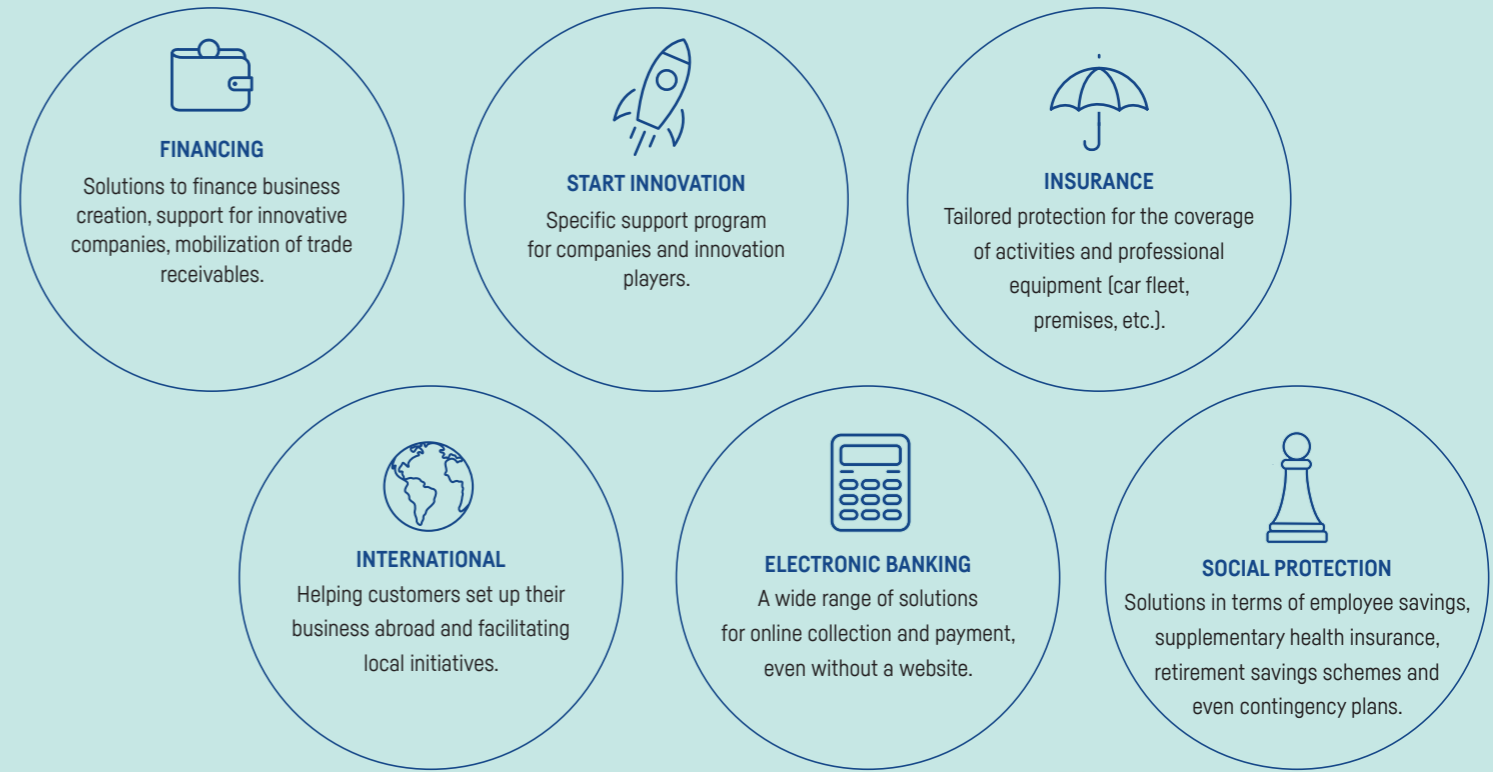 FINANCING
Solutions to finance business
creation, support for innovative
companies, mobilization of trade
receivables.
START INNOVATION
Specific support program
for companies and innovation
players.
INSURANCE
Tailored protection for the coverage
of activities and professional
equipment (car fleet,
premises, etc.).
INTERNATIONAL
Helping customers set up their
business abroad and facilitating
local initiatives.
ELECTRONIC BANKING
A wide range of solutions
for online collection and payment,
even without a website.
SOCIAL PROTECTION
Solutions in terms of employee savings,
supplementary health insurance,
retirement savings schemes and
even contingency plans.